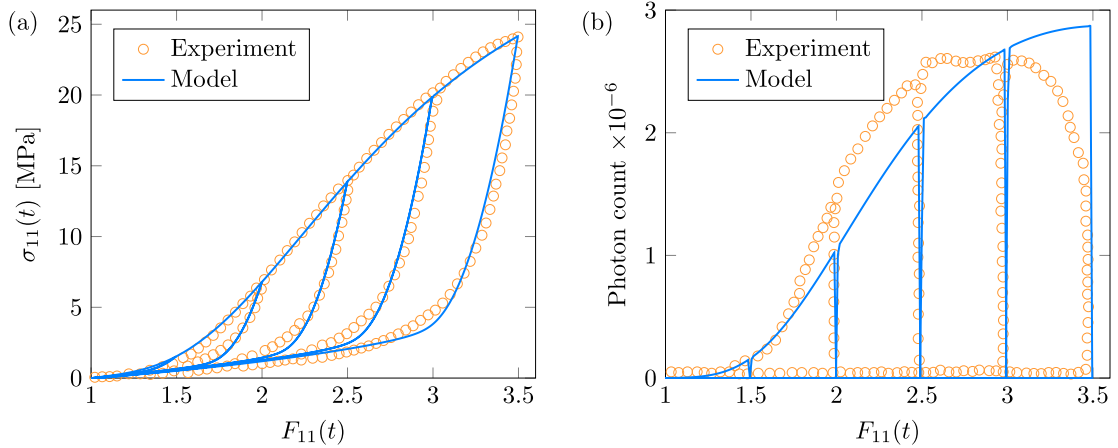 (a)
25
20
15
10
5
0
σ₁₁(t) [MPa]
Experiment
Model
1
1.5
2
2.5
3
3.5
F₁₁(t)
(b)
3
2
1
0
Photon count ×10⁻⁶
Experiment
Model
1
1.5
2
2.5
3
3.5
F₁₁(t)